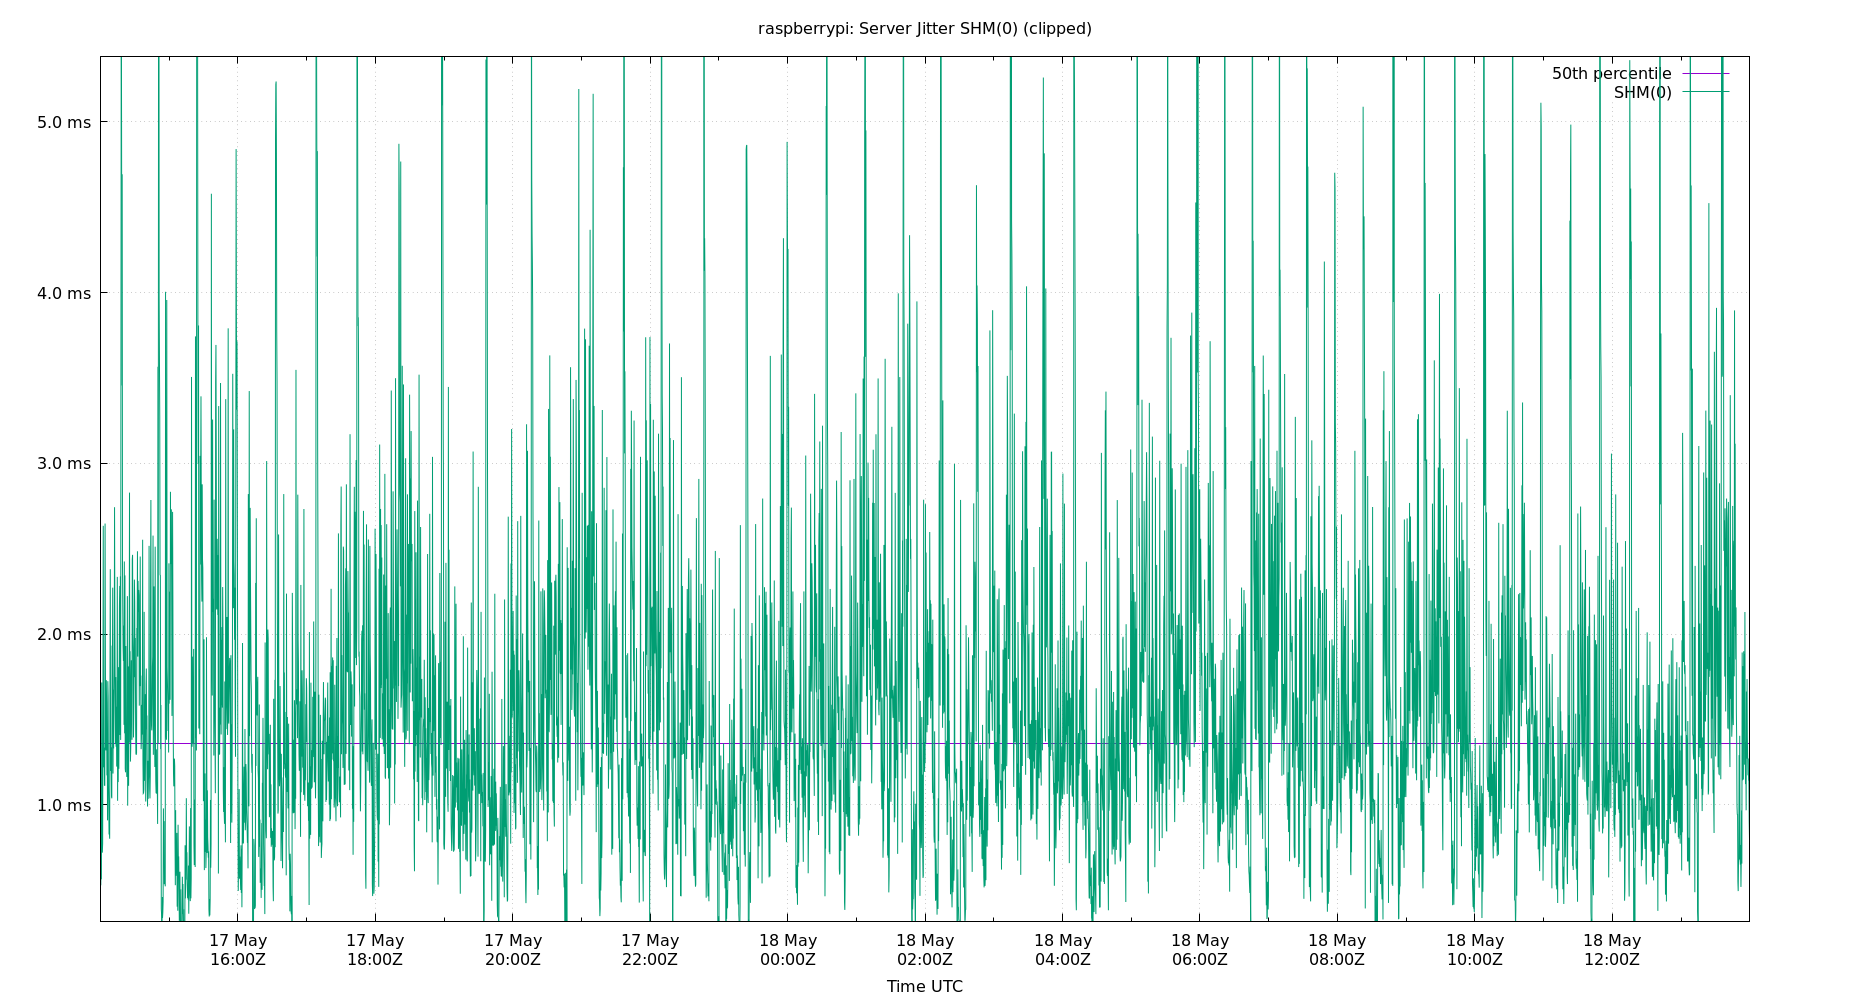 raspberrypi: Server Jitter SHM(0) (clipped)
50th percentile
SHM(0)
5.0 ms
4.0 ms
3.0 ms
2.0 ms
1.0 ms
17 May 17 May 17 May 17 May 18 May 18 May 18 May 18 May 18 May 18 May 18 May
16:00Z 18:00Z 20:00Z 22:00Z 00:00Z 02:00Z 04:00Z 06:00Z 08:00Z 10:00Z 12:00Z
Time UTC